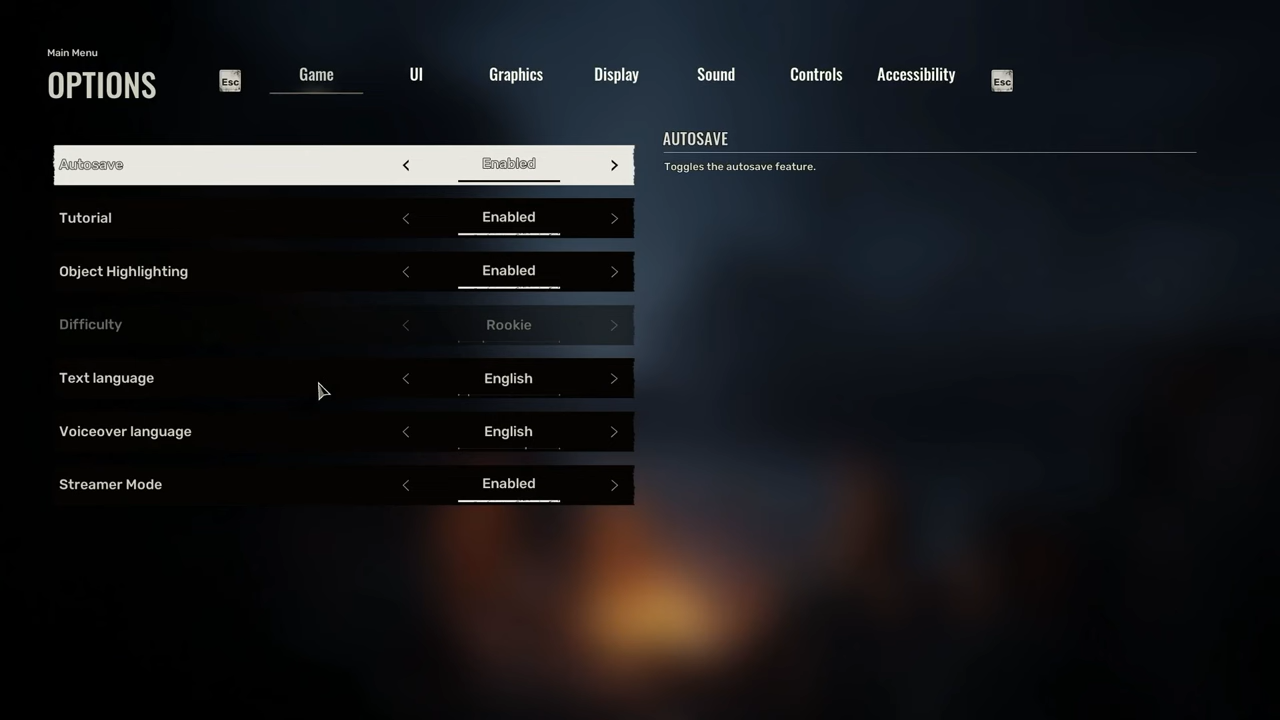 Main Menu
OPTIONS
Esc Game UI Graphics Display Sound Controls Accessibility Esc
Autosave Enabled
Tutorial Enabled
Object Highlighting Enabled
Difficulty Rookie
Text language English
Voiceover language English
Streamer Mode Enabled
AUTOSAVE
Toggles the autosave feature.